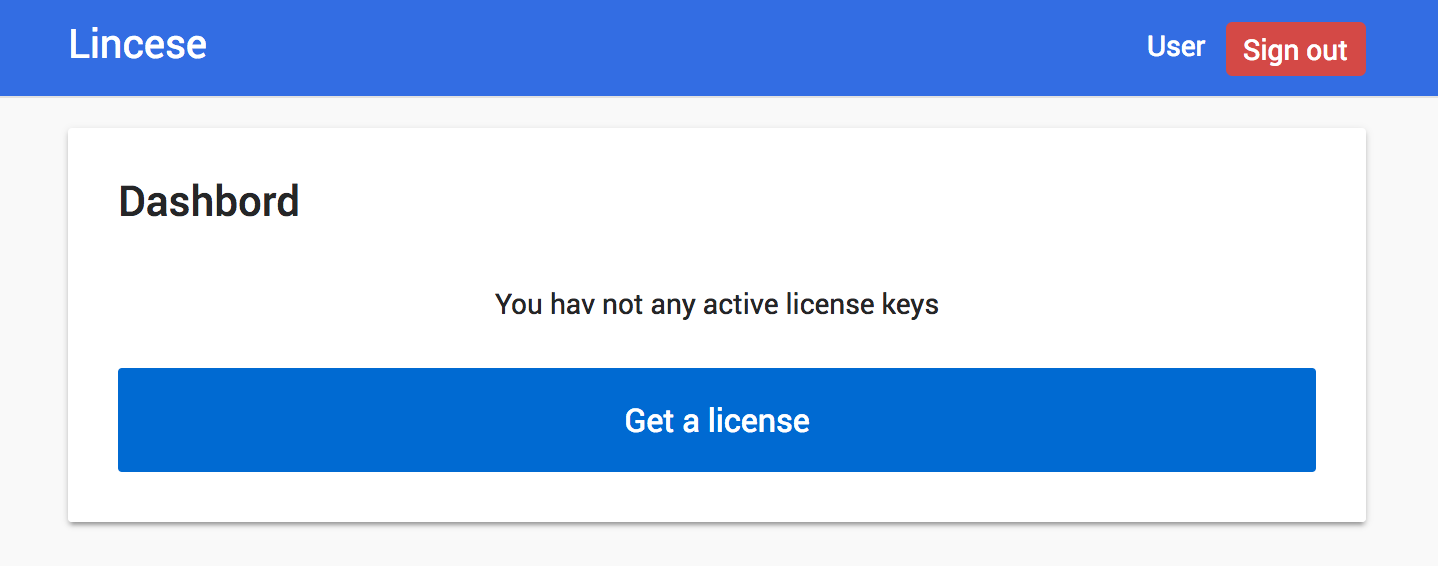 Lincese
User
Sign out
Dashbord
You hav not any active license keys
Get a license